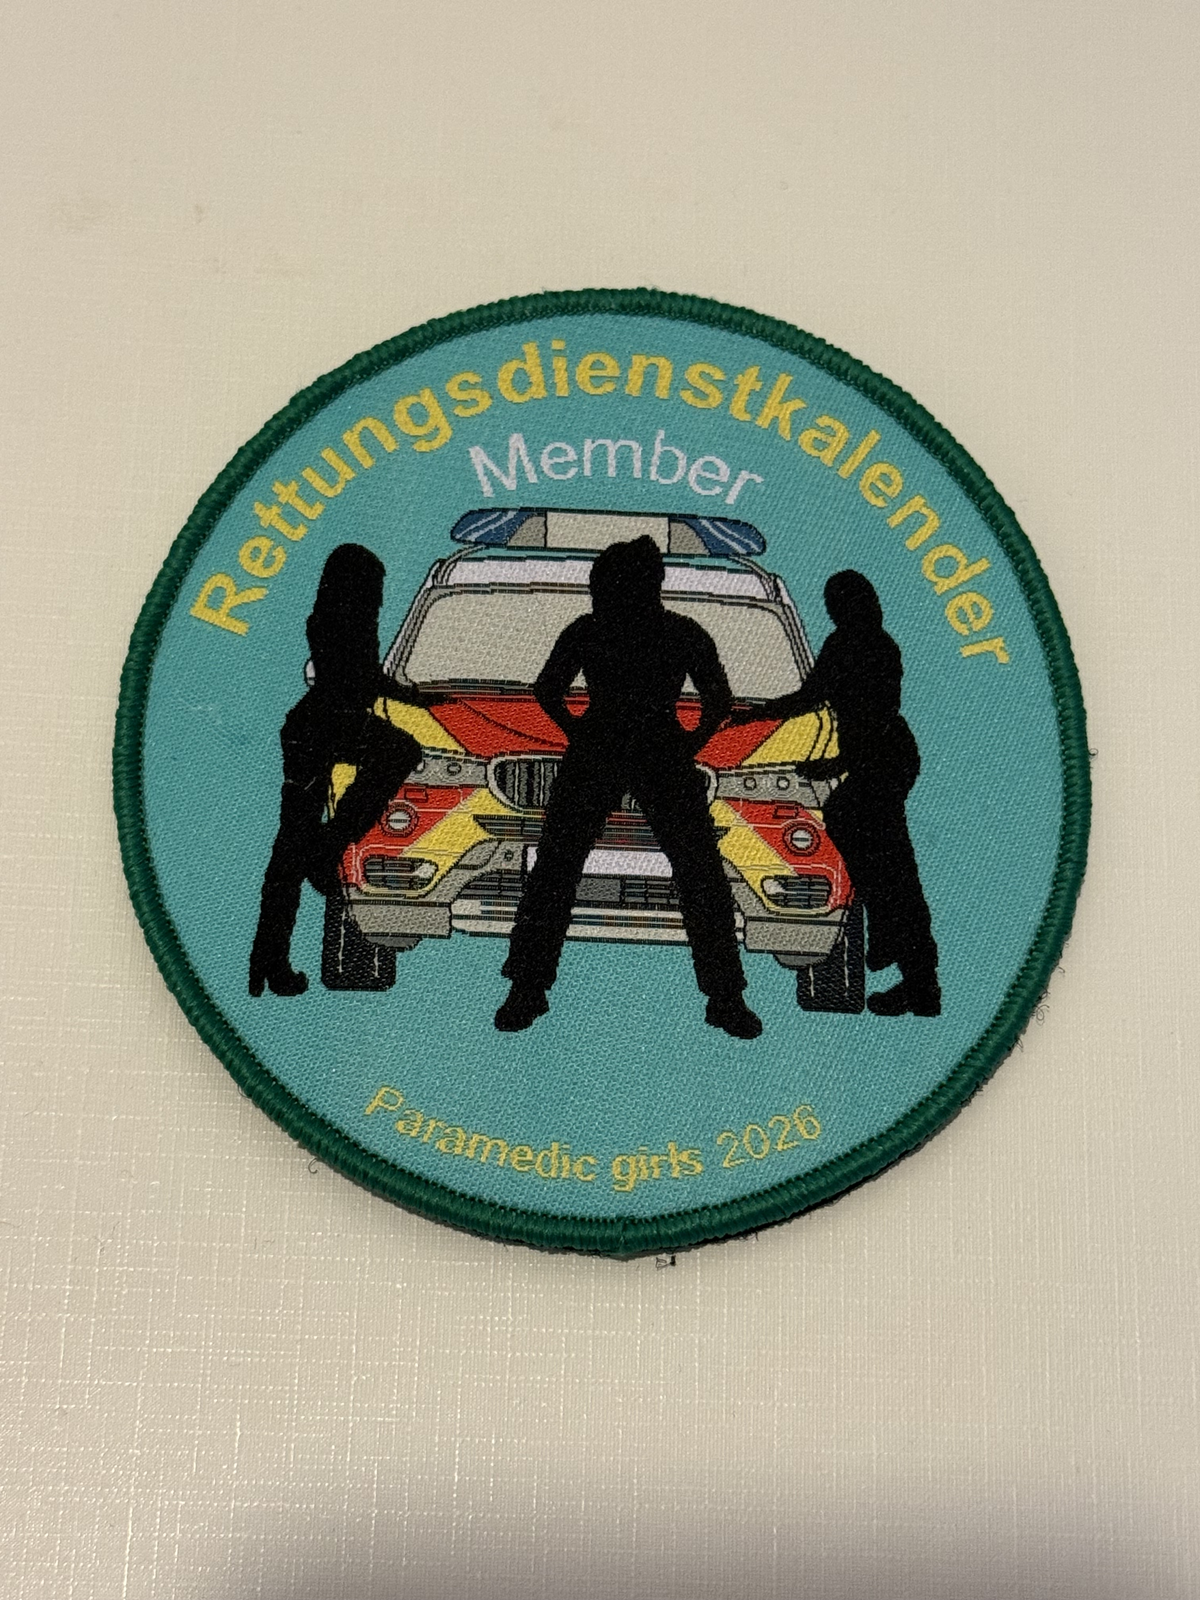 Rettungsdienstkalender
Member
Paramedic girls 2026